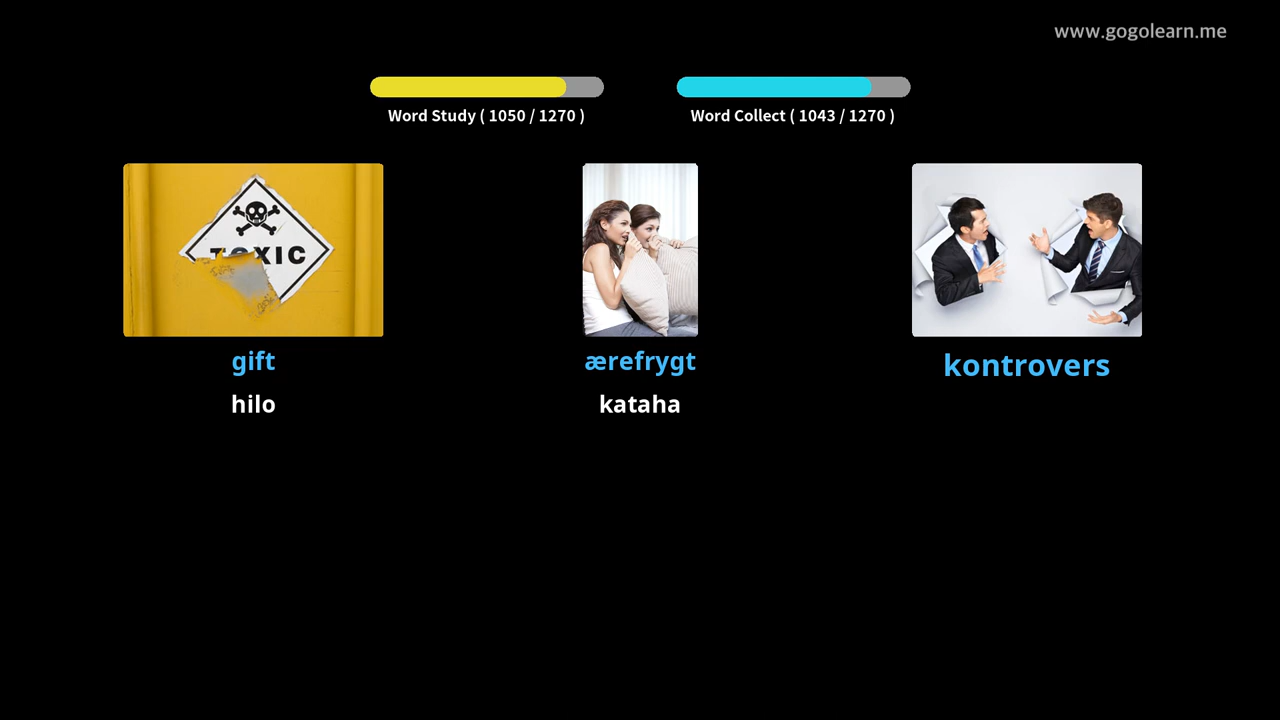 www.gogolearn.me
Word Study ( 1050 / 1270 )
Word Collect ( 1043 / 1270 )
TOXIC
gift
ærefrygt
kontrovers
hilo
kataha